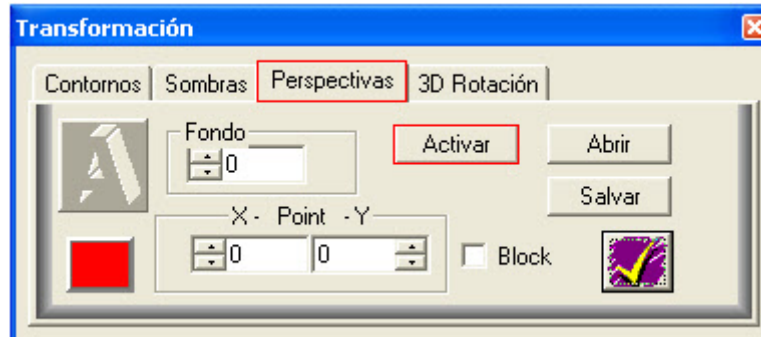 Transformación
Contornos Sombras Perspectivas 3D Rotación
Fondo
0
Activar
Abrir
Salvar
X - Point - Y
0 0
Block